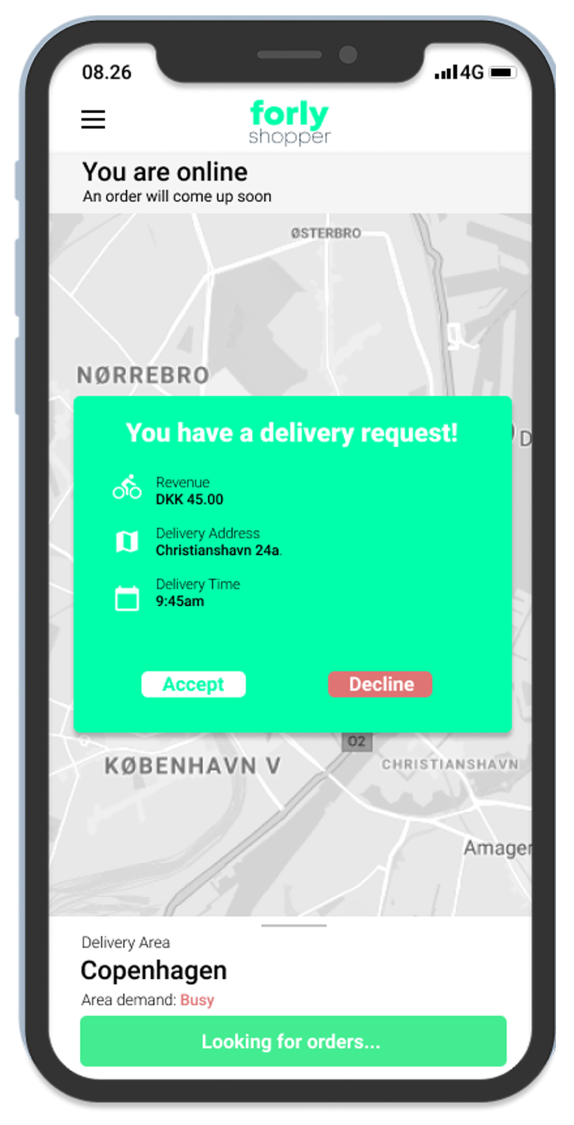 08.26
4G
forly
shopper
You are online
An order will come up soon
ØSTERBRO
NØRREBRO
D
You have a delivery request!
Revenue
DKK 45.00
Delivery Address
Christianshavn 24a.
Delivery Time
9:45am
Accept
Decline
O2
KØBENHAVN V
CHRISTIANSHAVN
Amager
Delivery Area
Copenhagen
Area demand: Busy
Looking for orders...